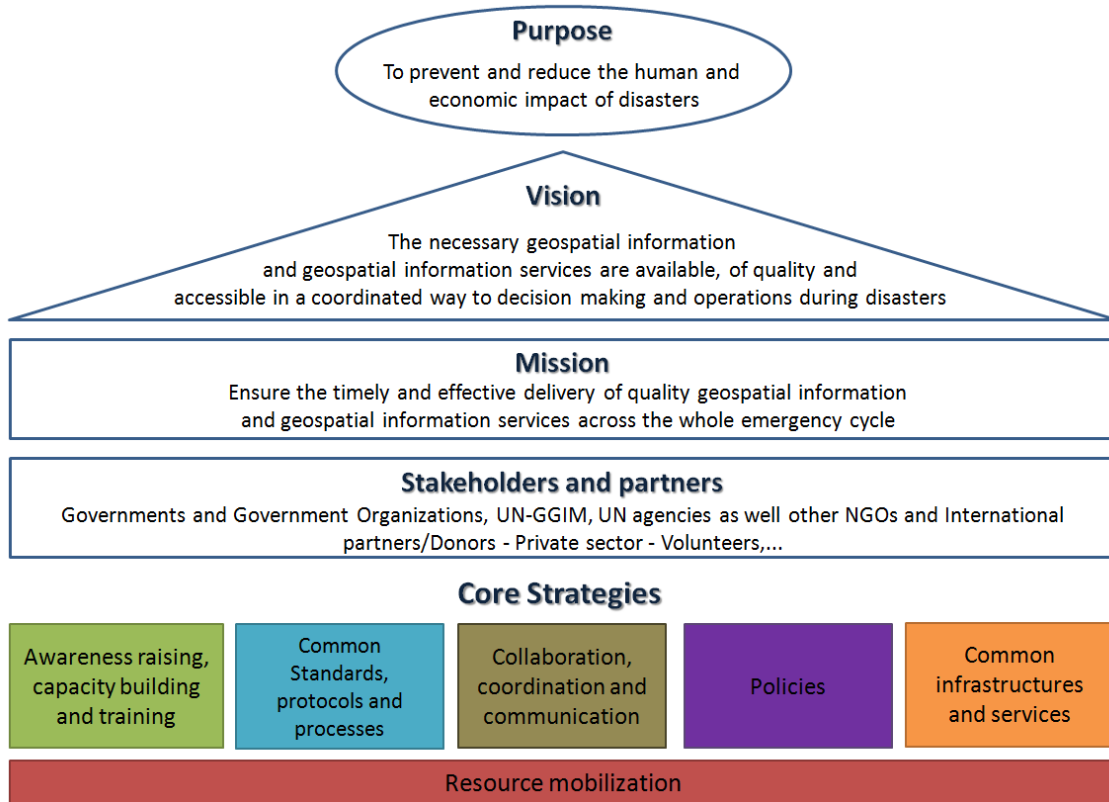 Purpose
To prevent and reduce the human and
economic impact of disasters
Vision
The necessary geospatial information
and geospatial information services are available, of quality and
accessible in a coordinated way to decision making and operations during disasters
Mission
Ensure the timely and effective delivery of quality geospatial information
and geospatial information services across the whole emergency cycle
Stakeholders and partners
Governments and Government Organizations, UN-GGIM, UN agencies as well other NGOs and International
partners/Donors - Private sector - Volunteers,...
Core Strategies
Awareness raising,
capacity building
and training
Common
Standards,
protocols and
processes
Collaboration,
coordination and
communication
Policies
Common
infrastructures
and services
Resource mobilization